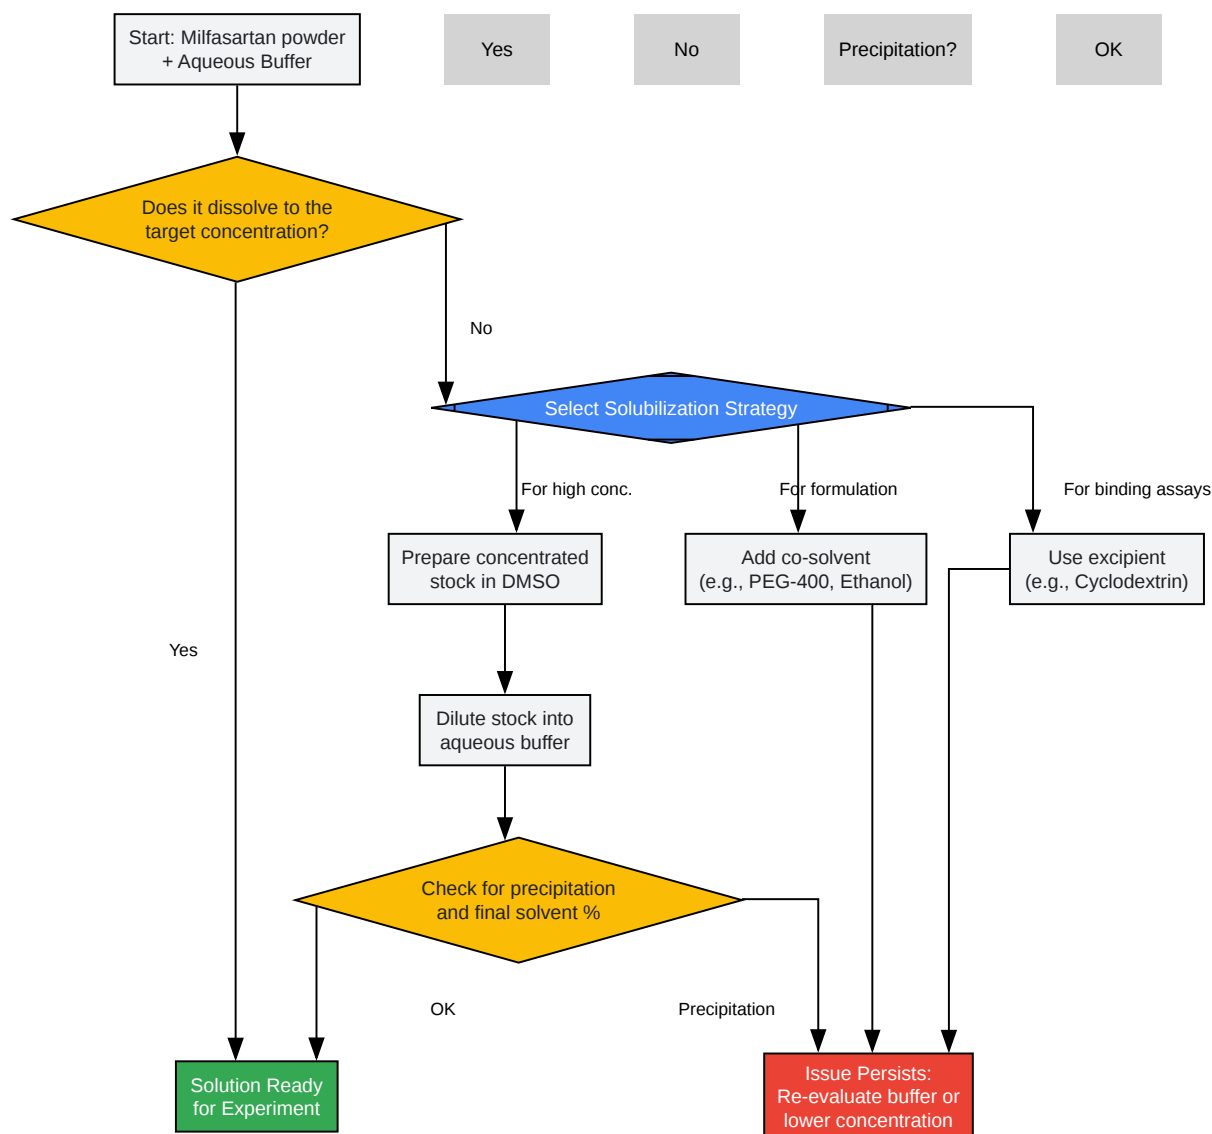 Start: Milfasartan powder
+ Aqueous Buffer
Yes
No
Precipitation?
OK
Does it dissolve to the
target concentration?
No
Select Solubilization Strategy
For high conc.
For formulation
For binding assays
Prepare concentrated
stock in DMSO
Add co-solvent
(e.g., PEG-400, Ethanol)
Use excipient
(e.g., Cyclodextrin)
Yes
Dilute stock into
aqueous buffer
Check for precipitation
and final solvent %
OK
Precipitation
Solution Ready
for Experiment
Issue Persists:
Re-evaluate buffer or
lower concentration